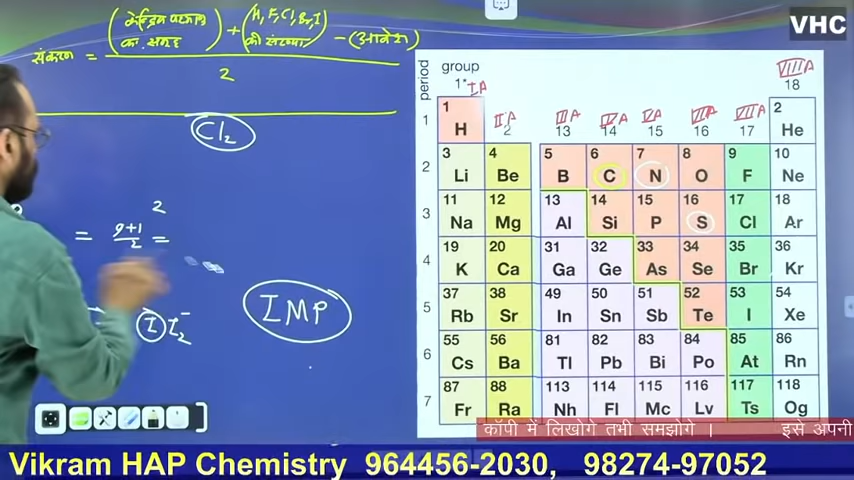 VHC
संकरण = (केन्द्रिय परमाणु का समूह) + (H, F, Cl, Br, I की संख्या) - (आवेश)
2
Cl2
2
= 9+1/2 =
IMP
I I2-
period
group
1* IA
IIA 2
IIIA 13
IVA 14
VA 15
VIA 16
VIIA 17
VIIIA 18
1 1 H 2 He
2 3 Li 4 Be 5 B 6 C 7 N 8 O 9 F 10 Ne
3 11 Na 12 Mg 13 Al 14 Si 15 P 16 S 17 Cl 18 Ar
4 19 K 20 Ca 31 Ga 32 Ge 33 As 34 Se 35 Br 36 Kr
5 37 Rb 38 Sr 49 In 50 Sn 51 Sb 52 Te 53 I 54 Xe
6 55 Cs 56 Ba 81 Tl 82 Pb 83 Bi 84 Po 85 At 86 Rn
7 87 Fr 88 Ra 113 Nh 114 Fl 115 Mc 116 Lv 117 Ts 118 Og
कॉपी में लिखोगे तभी समझोगे । इसे अपनी
Vikram HAP Chemistry 964456-2030, 98274-97052